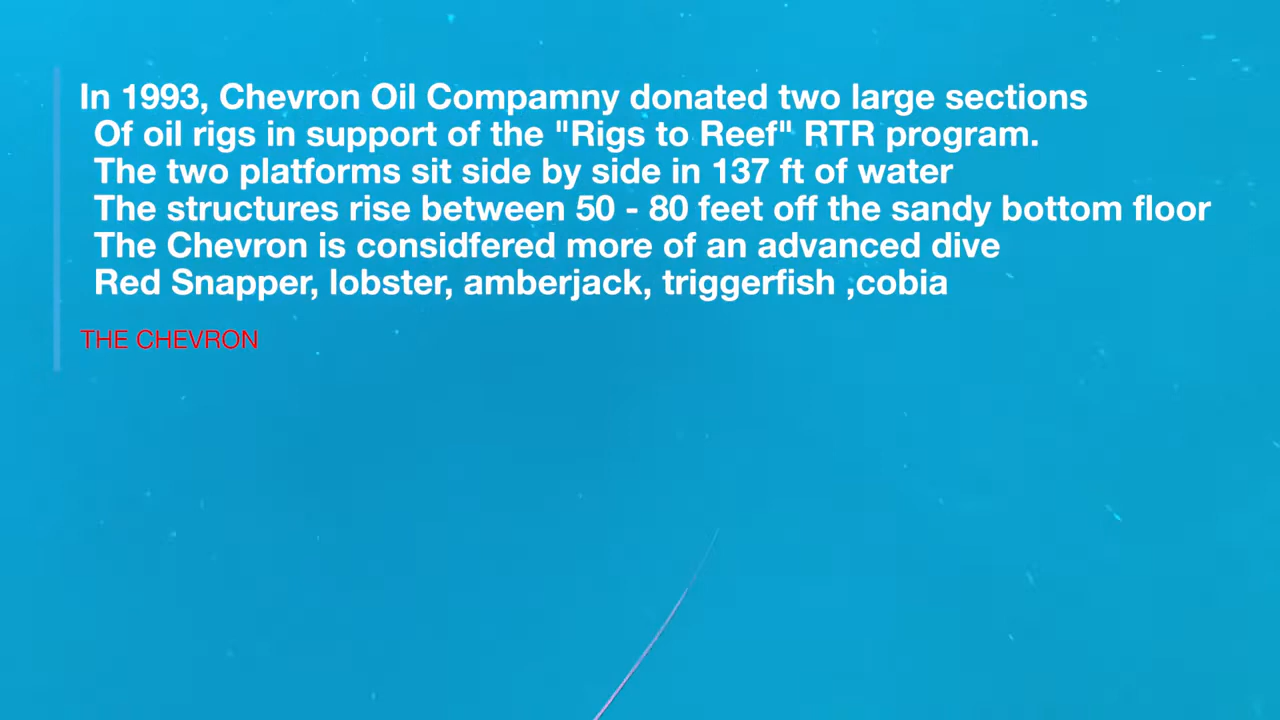 In 1993, Chevron Oil Compamny donated two large sections
Of oil rigs in support of the "Rigs to Reef" RTR program.
The two platforms sit side by side in 137 ft of water
The structures rise between 50 - 80 feet off the sandy bottom floor
The Chevron is considfered more of an advanced dive
Red Snapper, lobster, amberjack, triggerfish ,cobia
THE CHEVRON